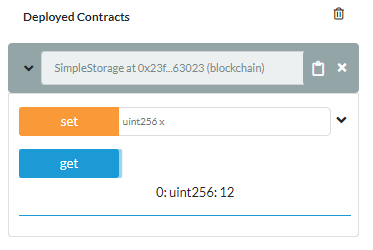 Deployed Contracts
SimpleStorage at 0x23f...63023 (blockchain)
set
uint256 x
get
0: uint256: 12